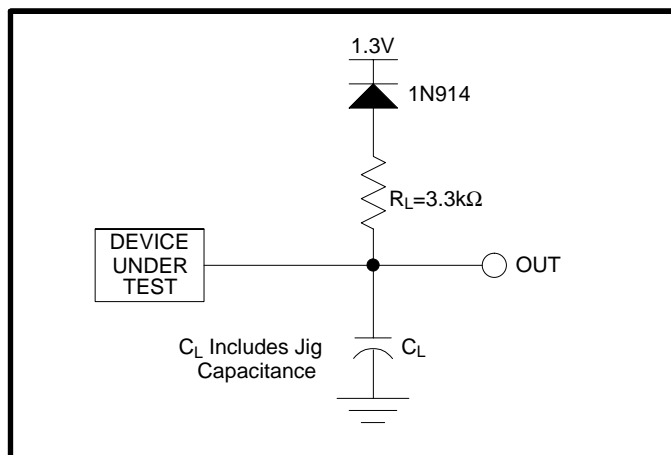 1.3V
1N914
R_L=3.3kΩ
DEVICE
UNDER
TEST
OUT
C_L Includes Jig
Capacitance
C_L